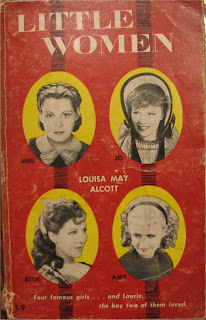 LITTLE
WOMEN
MEG
JO
LOUISA MAY
ALCOTT
BETH
AMY
Four famous girls . . . and Laurie,
the boy two of them loved.
T-9